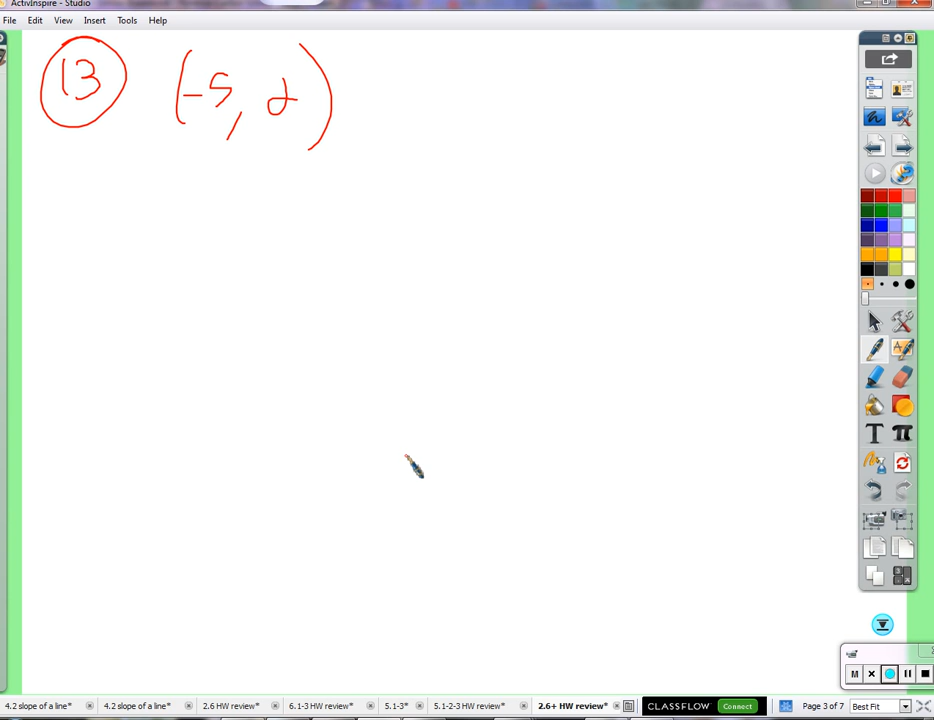 ActivInspire - Studio
File Edit View Insert Tools Help
13 (-5, 2)
M
4.2 slope of a line* 4.2 slope of a line* 2.6 HW review* 6.1-3 HW review* 5.1-3* 5.1-2-3 HW review* 2.6+ HW review* CLASSFLOW Connect Page 3 of 7 Best Fit